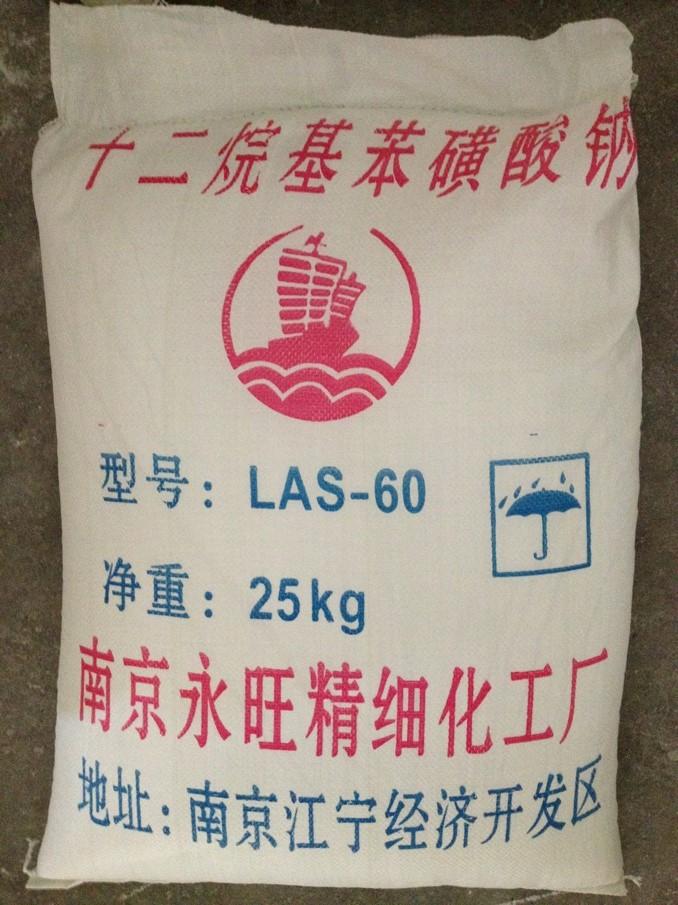 十二烷基苯磺酸钠
型号：LAS-60
净重：25kg
南京永旺精细化工厂
地址：南京江宁经济开发区